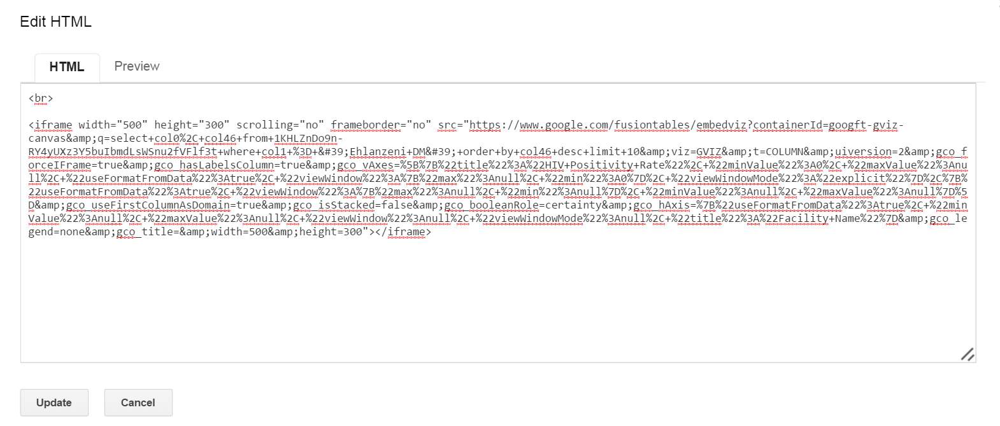 Edit HTML
HTML
Preview
<br>
<iframe width="500" height="300" scrolling="no" frameborder="no" src="https://www.google.com/fusiontables/embedviz?containerId=googft-gviz-
canvas&amp;q=select+col0%2C+col46+from+1KHLZnDo9n-
RY4yUXz3Y5buIbmdLsWSnu2fVFlf3t+where+col1+%3D+&#39;Ehlanzeni+DM&#39;+order+by+col46+desc+limit+10&amp;viz=GVIZ&amp;t=COLUMN&amp;uiversion=2&amp;gco_f
orceIFrame=true&amp;gco_hasLabelsColumn=true&amp;gco_vAxes=%5B%7B%22title%22%3A%22HIV+Positivity+Rate%22%2C+%22minValue%22%3A0%2C+%22maxValue%22%3Anu
ll%2C+%22useFormatFromData%22%3Atrue%2C+%22viewWindow%22%3A%7B%22max%22%3Anull%2C+%22min%22%3A0%7D%2C+%22viewWindowMode%22%3A%22explicit%22%7D%2C%7B%
22useFormatFromData%22%3Atrue%2C+%22viewWindow%22%3A%7B%22max%22%3Anull%2C+%22min%22%3Anull%7D%2C+%22minValue%22%3Anull%2C+%22maxValue%22%3Anull%7D%5
D&amp;gco_useFirstColumnAsDomain=true&amp;gco_isStacked=false&amp;gco_booleanRole=certainty&amp;gco_hAxis=%7B%22useFormatFromData%22%3Atrue%2C+%22min
Value%22%3Anull%2C+%22maxValue%22%3Anull%2C+%22viewWindow%22%3Anull%2C+%22viewWindowMode%22%3Anull%2C+%22title%22%3A%22Facility+Name%22%7D&amp;gco_le
gend=none&amp;gco_title=&amp;width=500&amp;height=300"></iframe>
Update
Cancel